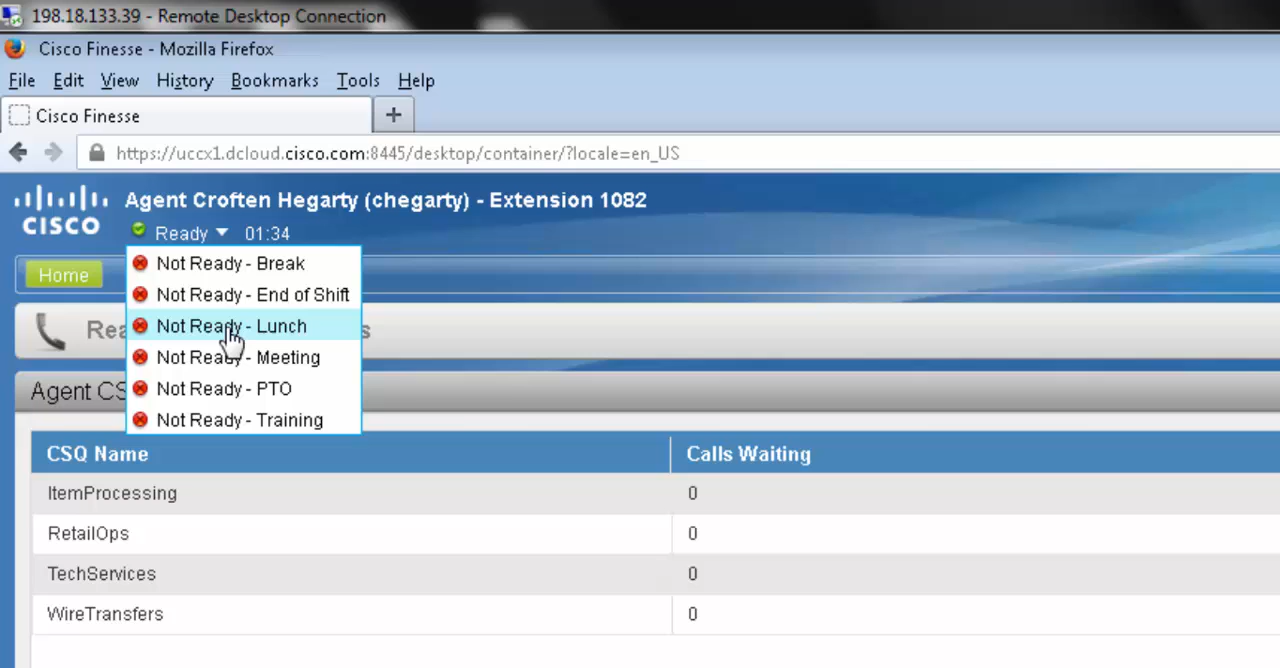 198.18.133.39 - Remote Desktop Connection
Cisco Finesse - Mozilla Firefox
File Edit View History Bookmarks Tools Help
Cisco Finesse +
https://uccx1.dcloud.cisco.com:8445/desktop/container/?locale=en_US
CISCO
Agent Croften Hegarty (chegarty) - Extension 1082
Ready 01:34
Home
Not Ready - Break
Not Ready - End of Shift
Not Ready - Lunch
Not Ready - Meeting
Not Ready - PTO
Not Ready - Training
Agent CS
CSQ Name Calls Waiting
ItemProcessing 0
RetailOps 0
TechServices 0
WireTransfers 0